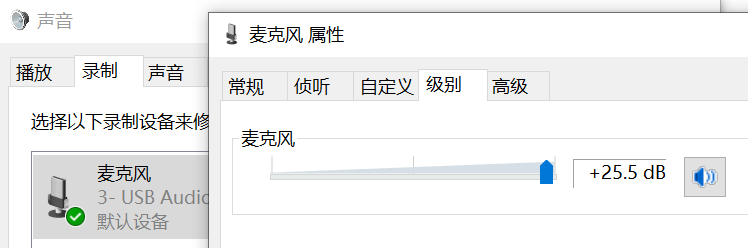 声音
播放
录制
声音
选择以下录制设备来修
麦克风
3- USB Audio
默认设备
麦克风 属性
常规
侦听
自定义
级别
高级
麦克风
+25.5 dB